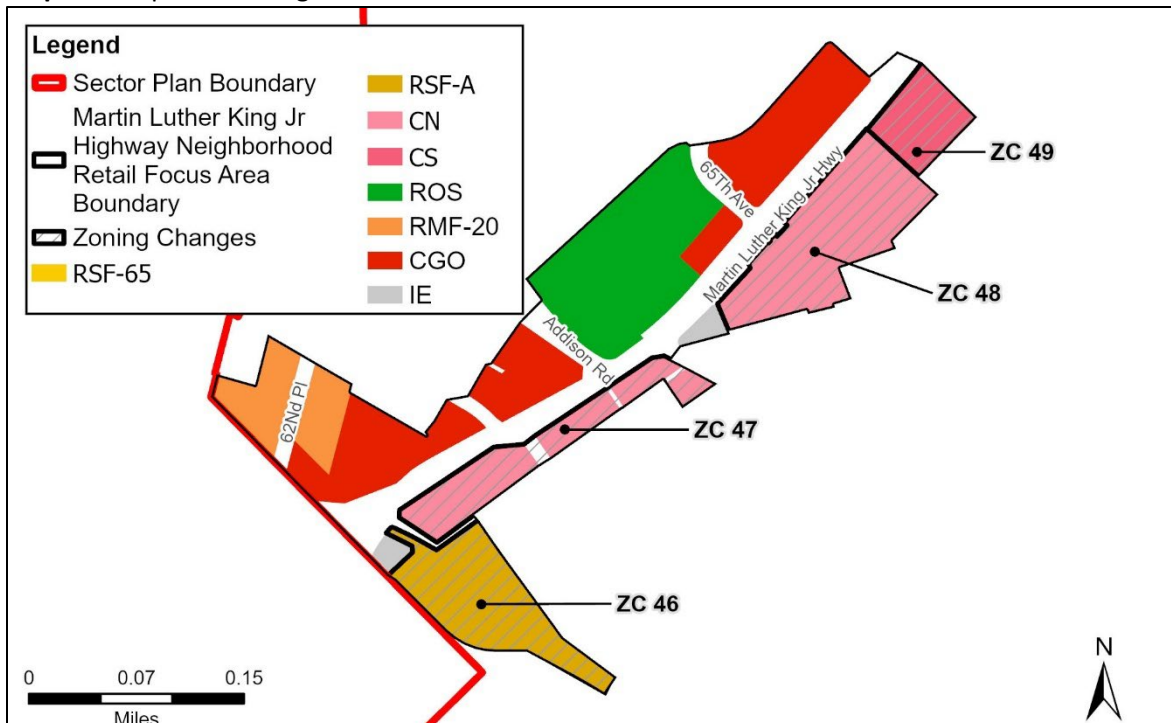 Legend
Sector Plan Boundary
Martin Luther King Jr
Highway Neighborhood
Retail Focus Area
Boundary
Zoning Changes
RSF-65
RSF-A
CN
CS
ROS
RMF-20
CGO
IE
65Th Ave
Martin Luther King Jr Hwy
Addison Rd
62Nd Pl
ZC 49
ZC 48
ZC 47
ZC 46
0 0.07 0.15
Miles
N